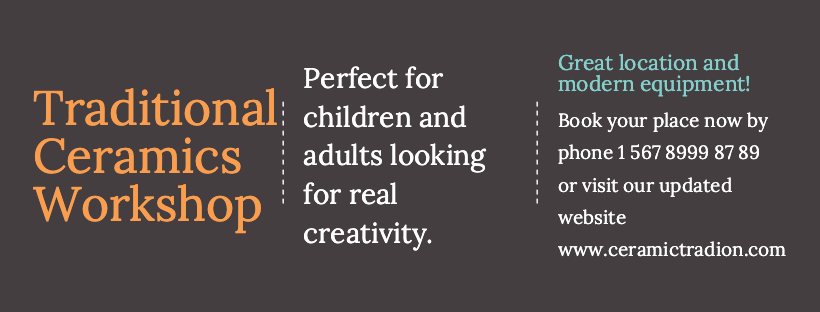 Traditional
Ceramics
Workshop
Perfect for
children and
adults looking
for real
creativity.
Great location and
modern equipment!
Book your place now by
phone 1 567 8999 87 89
or visit our updated
website
www.ceramictradion.com